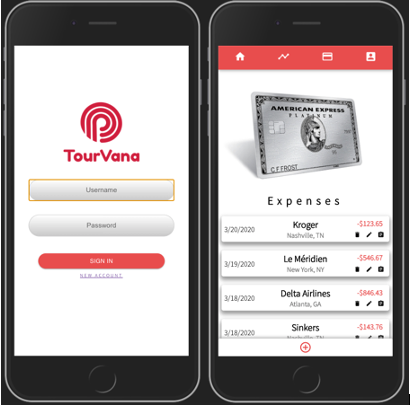 TourVana
Username
Password
SIGN IN
NEW ACCOUNT
AMERICAN EXPRESS
PLATINUM
C F FROST
Expenses
3/20/2020 Kroger -$123.65
Nashville, TN
3/19/2020 Le Méridien -$546.67
New York, NY
3/18/2020 Delta Airlines -$846.43
Atlanta, GA
3/18/2020 Sinkers -$143.76
Nashville, TN